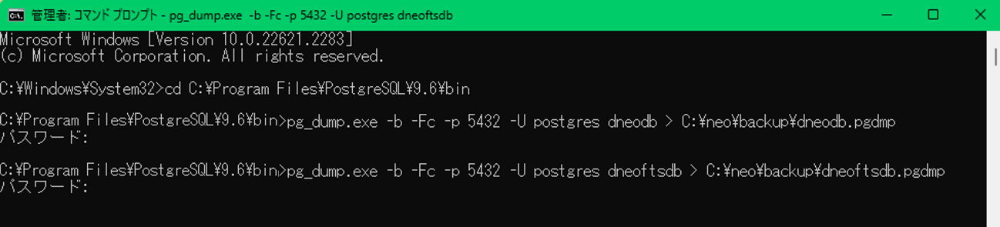 管理者: コマンド プロンプト - pg_dump.exe -b -Fc -p 5432 -U postgres dneoftsdb
Microsoft Windows [Version 10.0.22621.2283]
(c) Microsoft Corporation. All rights reserved.
C:¥Windows¥System32>cd C:¥Program Files¥PostgreSQL¥9.6¥bin
C:¥Program Files¥PostgreSQL¥9.6¥bin>pg_dump.exe -b -Fc -p 5432 -U postgres dneodb > C:¥neo¥backup¥dneodb.pgdmp
パスワード:
C:¥Program Files¥PostgreSQL¥9.6¥bin>pg_dump.exe -b -Fc -p 5432 -U postgres dneoftsdb > C:¥neo¥backup¥dneoftsdb.pgdmp
パスワード: